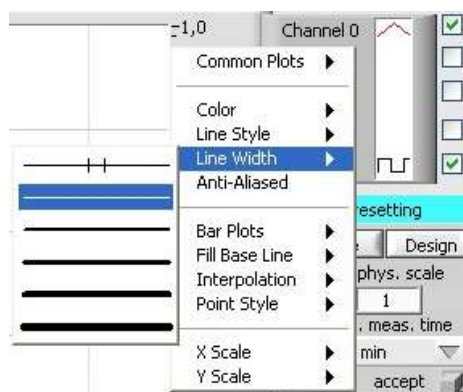 -1,0
Channel 0
Common Plots
Color
Line Style
Line Width
Anti-Aliased
resetting
Bar Plots
Design
Fill Base Line
phys. scale
Interpolation
1
Point Style
. meas. time
X Scale
min
Y Scale
accept